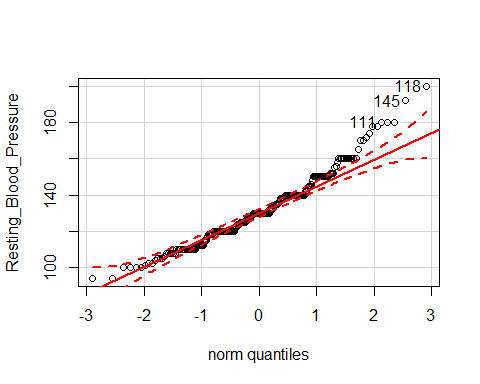 118
145
111
Resting_Blood_Pressure
180
140
100
-3 -2 -1 0 1 2 3
norm quantiles